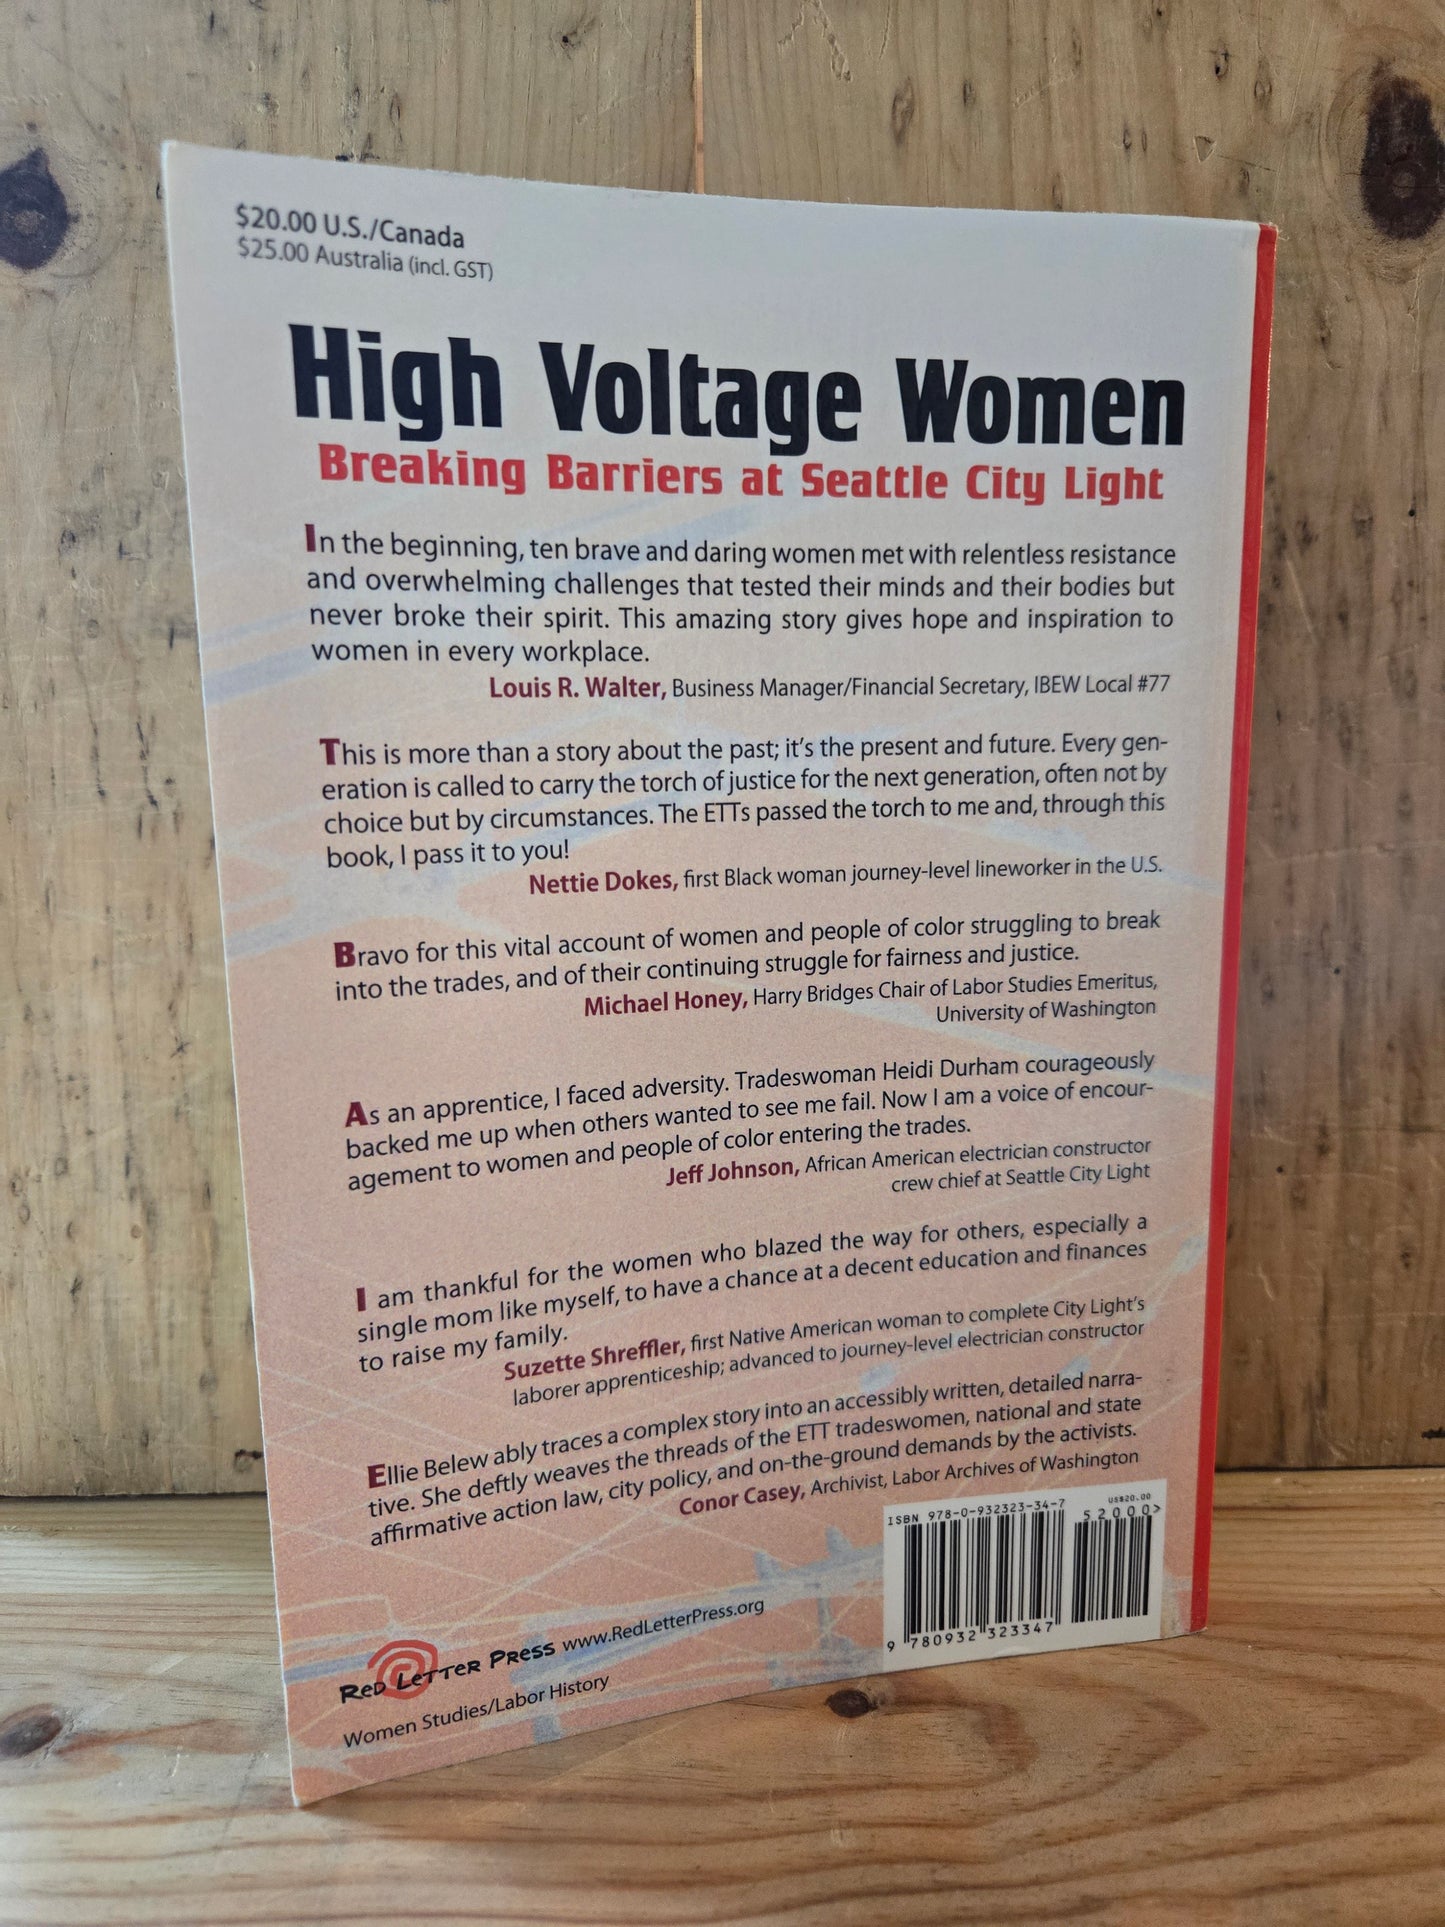 $20.00 U.S./Canada
$25.00 Australia (incl. GST)
High Voltage Women
Breaking Barriers at Seattle City Light
In the beginning, ten brave and daring women met with relentless resistance
and overwhelming challenges that tested their minds and their bodies but
never broke their spirit. This amazing story gives hope and inspiration to
women in every workplace.
Louis R. Walter, Business Manager/Financial Secretary, IBEW Local #77
This is more than a story about the past; it's the present and future. Every gen-
eration is called to carry the torch of justice for the next generation, often not by
choice but by circumstances. The ETTs passed the torch to me and, through this
book, I pass it to you!
Nettie Dokes, first Black woman journey-level lineworker in the U.S.
Bravo for this vital account of women and people of color struggling to break
into the trades, and of their continuing struggle for fairness and justice.
Michael Honey, Harry Bridges Chair of Labor Studies Emeritus,
University of Washington
As an apprentice, I faced adversity. Tradeswoman Heidi Durham courageously
backed me up when others wanted to see me fail. Now I am a voice of encour-
agement to women and people of color entering the trades.
Jeff Johnson, African American electrician constructor
crew chief at Seattle City Light
I am thankful for the women who blazed the way for others, especially a
single mom like myself, to have a chance at a decent education and finances
to raise my family.
Suzette Shreffler, first Native American woman to complete City Light's
laborer apprenticeship; advanced to journey-level electrician constructor
Ellie Belew ably traces a complex story into an accessibly written, detailed narra-
tive. She deftly weaves the threads of the ETT tradeswomen, national and state
affirmative action law, city policy, and on-the-ground demands by the activists.
Conor Casey, Archivist, Labor Archives of Washington
ISBN 978-0-932323-34-7
US$20.00
52000>
9 780932 323347
Red Letter Press www.RedLetterPress.org
Women Studies/Labor History